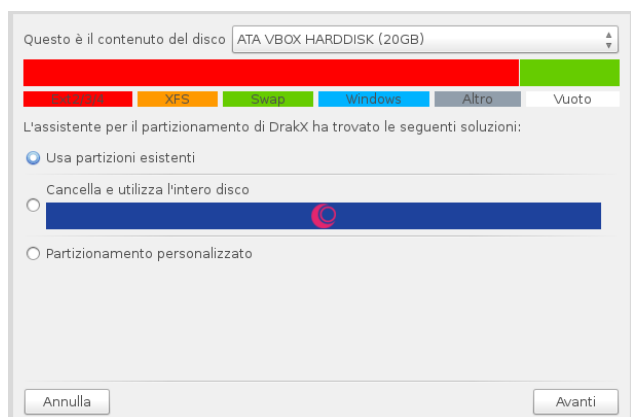 Questo è il contenuto del disco ATA VBOX HARDDISK (20GB)
Ext2/3/4 XFS Swap Windows Altro Vuoto
L'assistente per il partizionamento di DrakX ha trovato le seguenti soluzioni:
Usa partizioni esistenti
Cancella e utilizza l'intero disco
Partizionamento personalizzato
Annulla Avanti